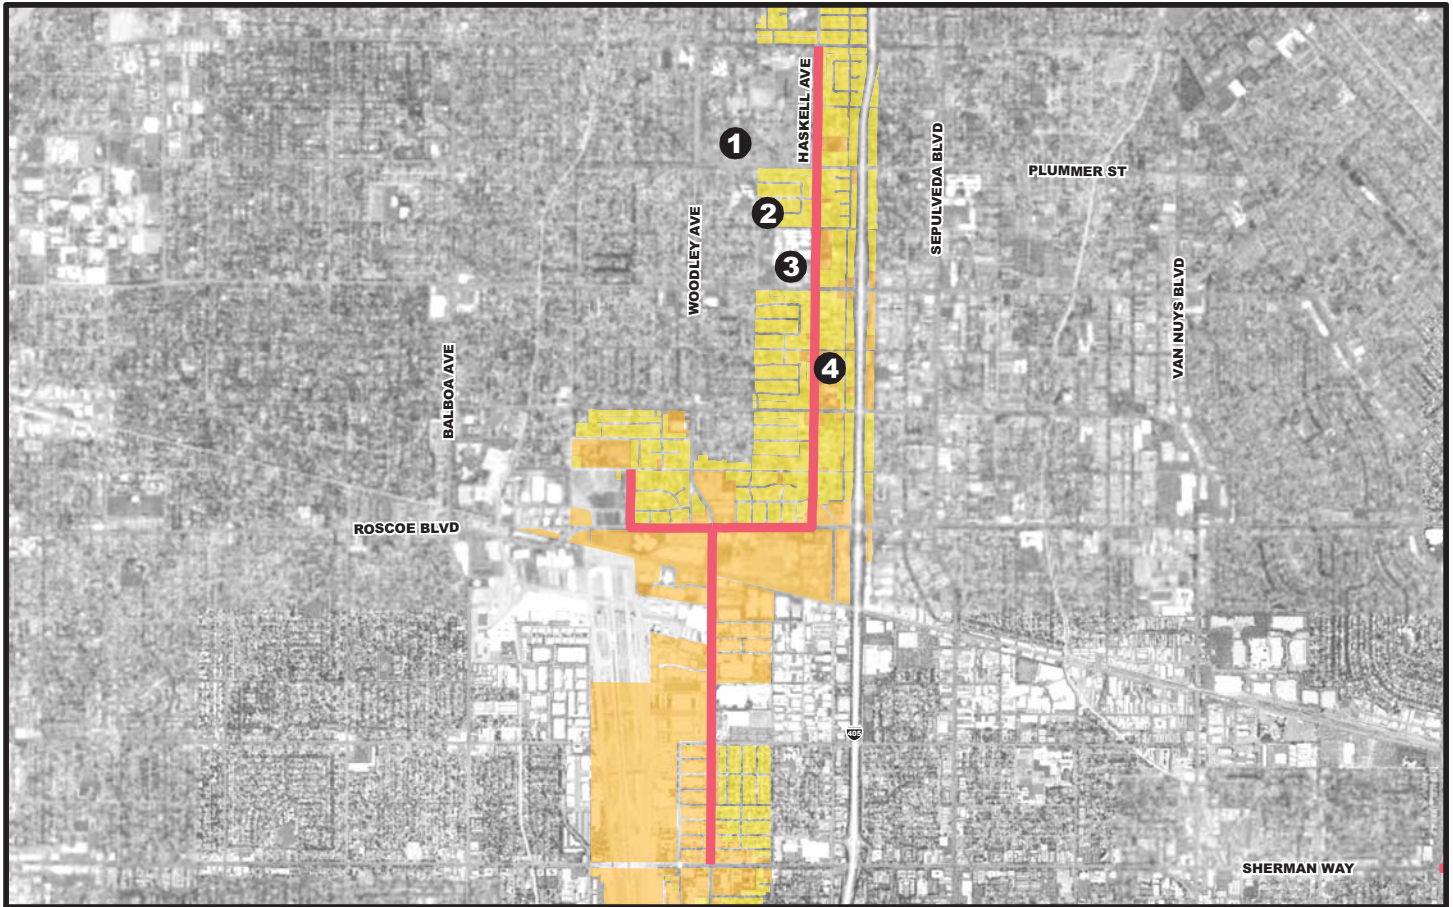 HASKELL AVE
1
SEPULVEDA BLVD
PLUMMER ST
2
WOODLEY AVE
3
VAN NUYS BLVD
BALBOA AVE
4
ROSCOE BLVD
405
SHERMAN WAY